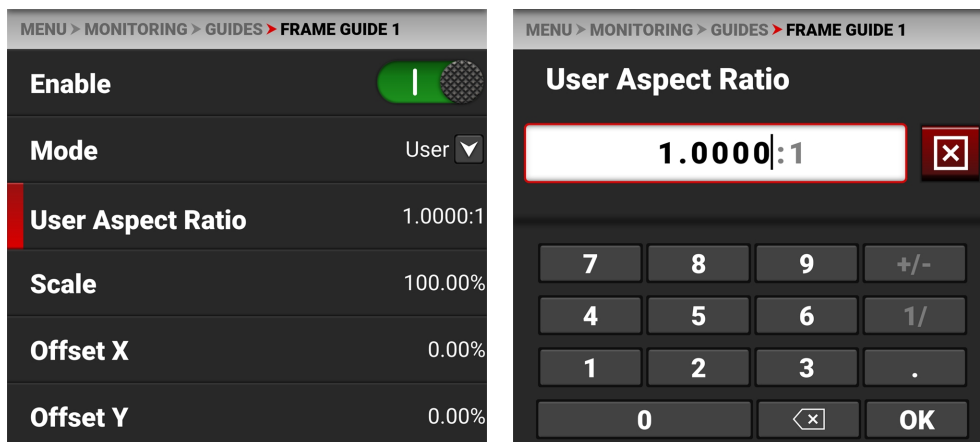 MENU > MONITORING > GUIDES > FRAME GUIDE 1
Enable
Mode User
User Aspect Ratio 1.0000:1
Scale 100.00%
Offset X 0.00%
Offset Y 0.00%
MENU > MONITORING > GUIDES > FRAME GUIDE 1
User Aspect Ratio
1.0000:1
7 8 9 +/-
4 5 6 1/
1 2 3 .
0 OK